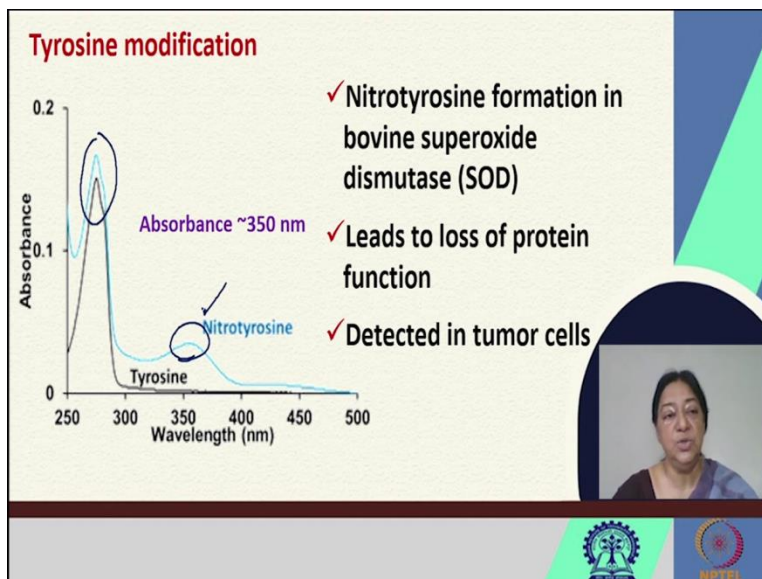 Tyrosine modification
0.2
0.1
0
Absorbance
Absorbance ~350 nm
Nitrotyrosine
Tyrosine
250 300 350 400 450 500
Wavelength (nm)
✓Nitrotyrosine formation in
bovine superoxide
dismutase (SOD)
✓Leads to loss of protein
function
✓Detected in tumor cells
NPTEL